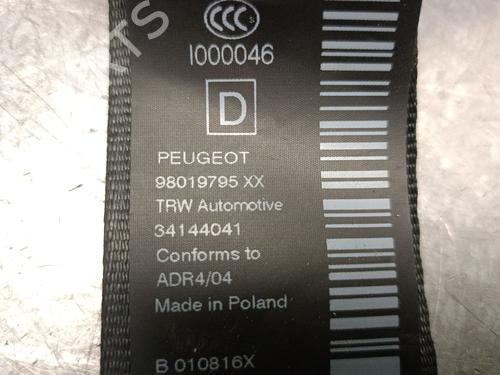 CCC
I000046
D
PEUGEOT
98019795 XX
TRW Automotive
34144041
Conforms to
ADR4/04
Made in Poland
B 010816X